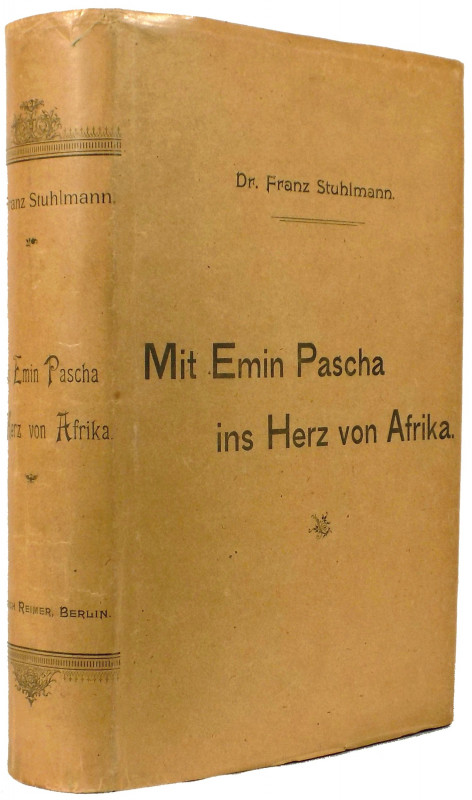 Dr. Franz Stuhlmann.
Mit Emin Pascha
ins Herz von Afrika.
Franz Stuhlmann.
Emin Pascha
Herz von Afrika.
Reimer, Berlin.